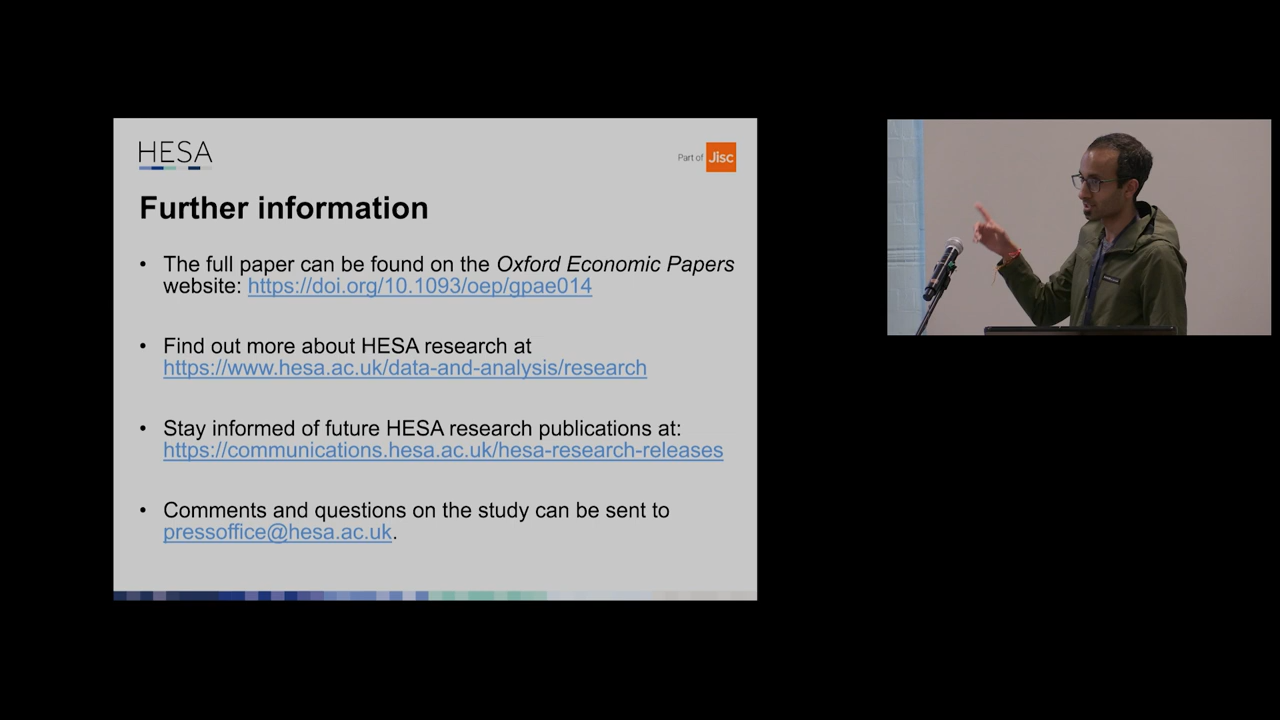 HESA
Part of Jisc
Further information
• The full paper can be found on the Oxford Economic Papers
website: https://doi.org/10.1093/oep/gpae014
• Find out more about HESA research at
https://www.hesa.ac.uk/data-and-analysis/research
• Stay informed of future HESA research publications at:
https://communications.hesa.ac.uk/hesa-research-releases
• Comments and questions on the study can be sent to
pressoffice@hesa.ac.uk.